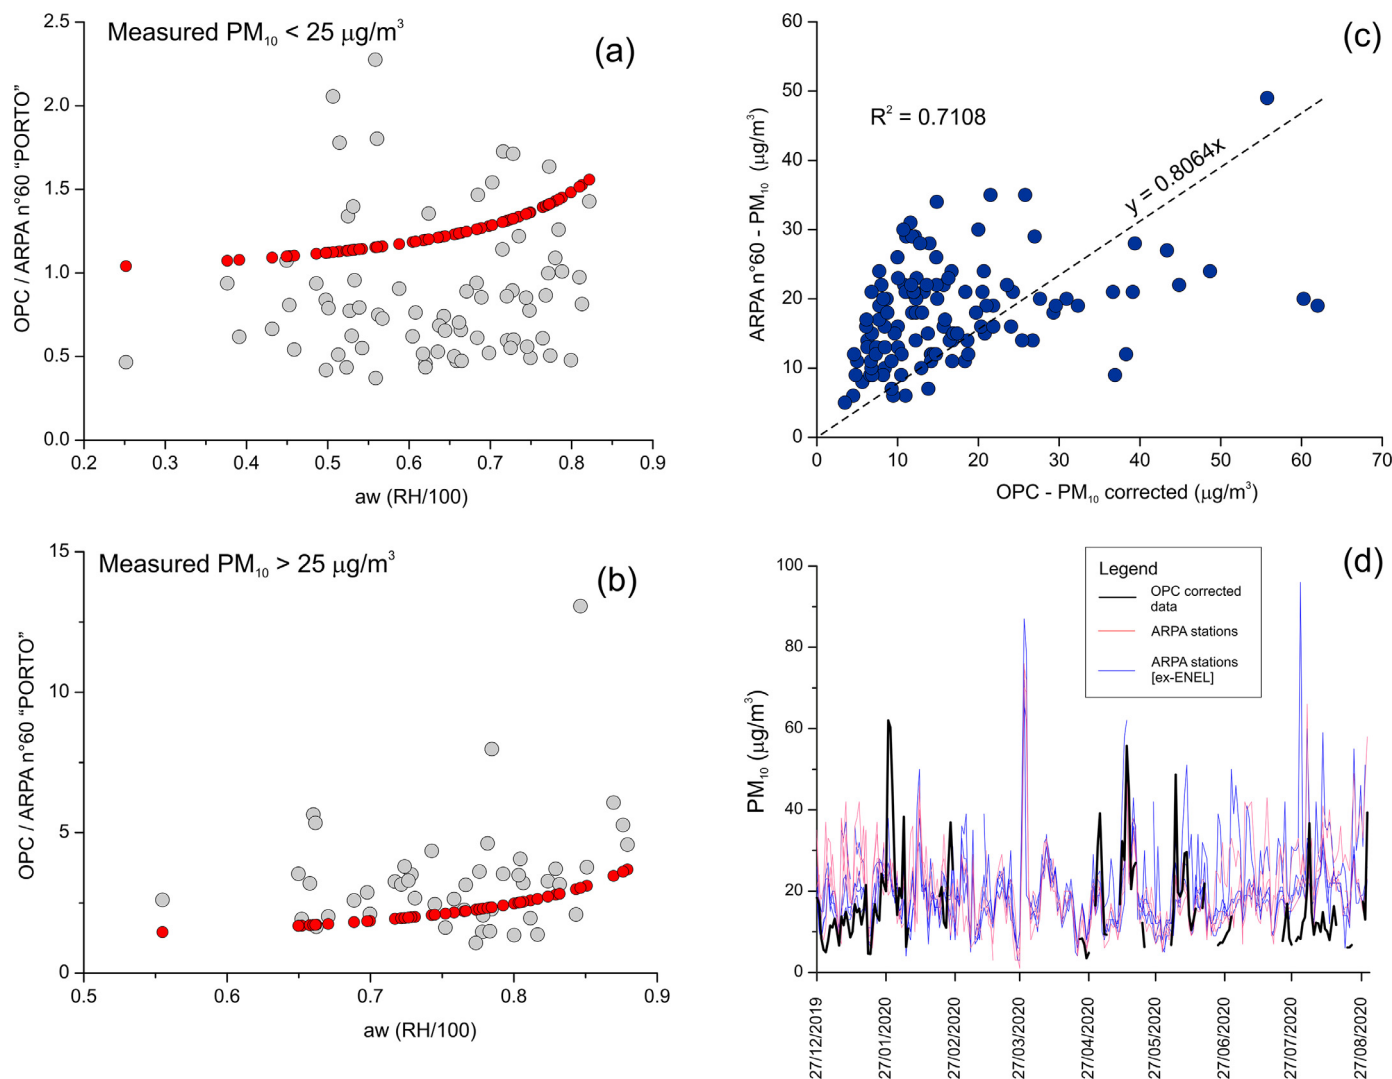 Measured PM10 < 25 μg/m3
(a)
OPC / ARPA n°60 “PORTO”
2.5
2.0
1.5
1.0
0.5
0.0
0.2 0.3 0.4 0.5 0.6 0.7 0.8 0.9
aw (RH/100)
Measured PM10 > 25 μg/m3
(b)
OPC / ARPA n°60 “PORTO”
15
10
5
0
0.5 0.6 0.7 0.8 0.9
aw (RH/100)
(c)
R2 = 0.7108
y = 0.8064x
ARPA n°60 - PM10 (μg/m3)
60
50
40
30
20
10
0
0 10 20 30 40 50 60 70
OPC - PM10 corrected (μg/m3)
(d)
Legend
OPC corrected
data
ARPA stations
ARPA stations
[ex-ENEL]
PM10 (μg/m3)
100
80
60
40
20
0
27/12/2019
27/01/2020
27/02/2020
27/03/2020
27/04/2020
27/05/2020
27/06/2020
27/07/2020
27/08/2020